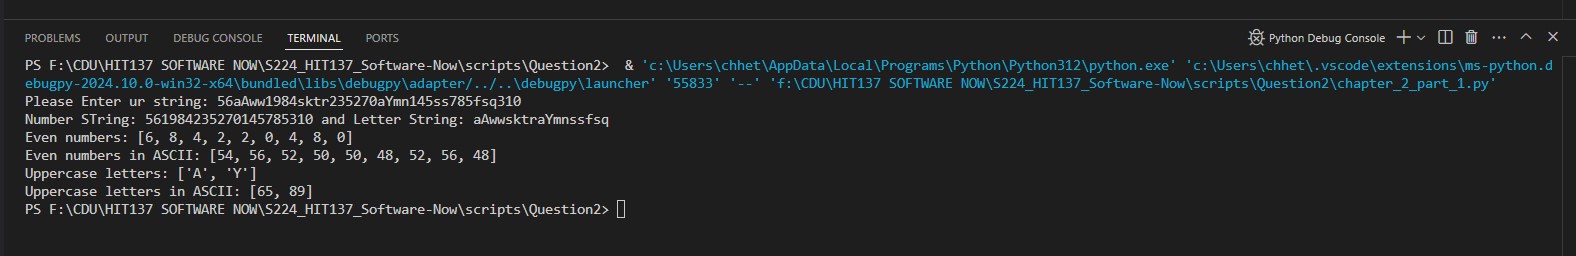 PROBLEMS OUTPUT DEBUG CONSOLE TERMINAL PORTS Python Debug Console
PS F:\CDU\HIT137 SOFTWARE NOW\S224_HIT137_Software-Now\scripts\Question2> & 'c:\Users\chhet\AppData\Local\Programs\Python\Python312\python.exe' 'c:\Users\chhet\.vscode\extensions\ms-python.d
ebugpy-2024.10.0-win32-x64\bundled\libs\debugpy\adapter/../..\debugpy\launcher' '55833' '--' 'f:\CDU\HIT137 SOFTWARE NOW\S224_HIT137_Software-Now\scripts\Question2\chapter_2_part_1.py'
Please Enter ur string: 56aAww1984sktr235270aYmn145ss785fsq310
Number STring: 561984235270145785310 and Letter String: aAwwsktraYmnssfsq
Even numbers: [6, 8, 4, 2, 2, 0, 4, 8, 0]
Even numbers in ASCII: [54, 56, 52, 50, 50, 48, 52, 56, 48]
Uppercase letters: ['A', 'Y']
Uppercase letters in ASCII: [65, 89]
PS F:\CDU\HIT137 SOFTWARE NOW\S224_HIT137_Software-Now\scripts\Question2>